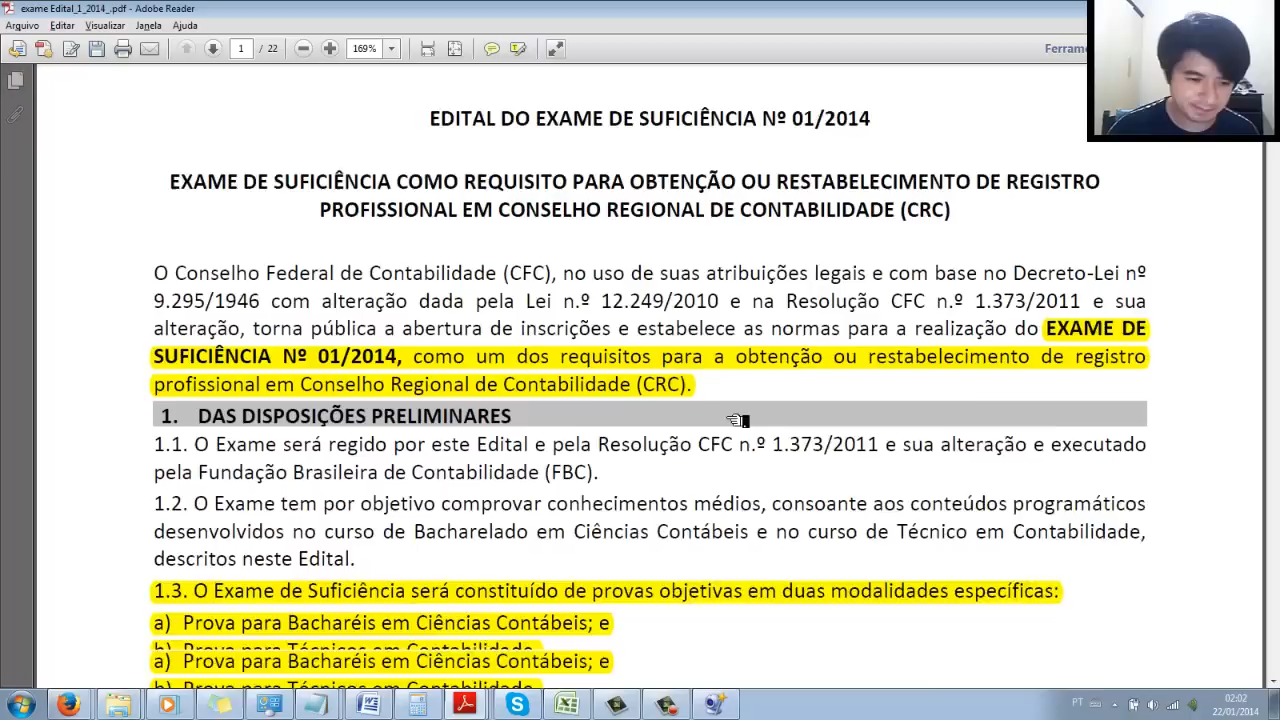 exame Edital_1_2014_.pdf - Adobe Reader
Arquivo Editar Visualizar Janela Ajuda
1 / 22 169% Ferram
EDITAL DO EXAME DE SUFICIÊNCIA Nº 01/2014
EXAME DE SUFICIÊNCIA COMO REQUISITO PARA OBTENÇÃO OU RESTABELECIMENTO DE REGISTRO
PROFISSIONAL EM CONSELHO REGIONAL DE CONTABILIDADE (CRC)
O Conselho Federal de Contabilidade (CFC), no uso de suas atribuições legais e com base no Decreto-Lei nº
9.295/1946 com alteração dada pela Lei n.º 12.249/2010 e na Resolução CFC n.º 1.373/2011 e sua
alteração, torna pública a abertura de inscrições e estabelece as normas para a realização do EXAME DE
SUFICIÊNCIA Nº 01/2014, como um dos requisitos para a obtenção ou restabelecimento de registro
profissional em Conselho Regional de Contabilidade (CRC).
1. DAS DISPOSIÇÕES PRELIMINARES
1.1. O Exame será regido por este Edital e pela Resolução CFC n.º 1.373/2011 e sua alteração e executado
pela Fundação Brasileira de Contabilidade (FBC).
1.2. O Exame tem por objetivo comprovar conhecimentos médios, consoante aos conteúdos programáticos
desenvolvidos no curso de Bacharelado em Ciências Contábeis e no curso de Técnico em Contabilidade,
descritos neste Edital.
1.3. O Exame de Suficiência será constituído de provas objetivas em duas modalidades específicas:
a) Prova para Bacharéis em Ciências Contábeis; e
b) Prova para Técnicos em Contabilidade
a) Prova para Bacharéis em Ciências Contábeis; e
b) Prova para Técnicos em Contabilidade
PT 02:02
22/01/2014